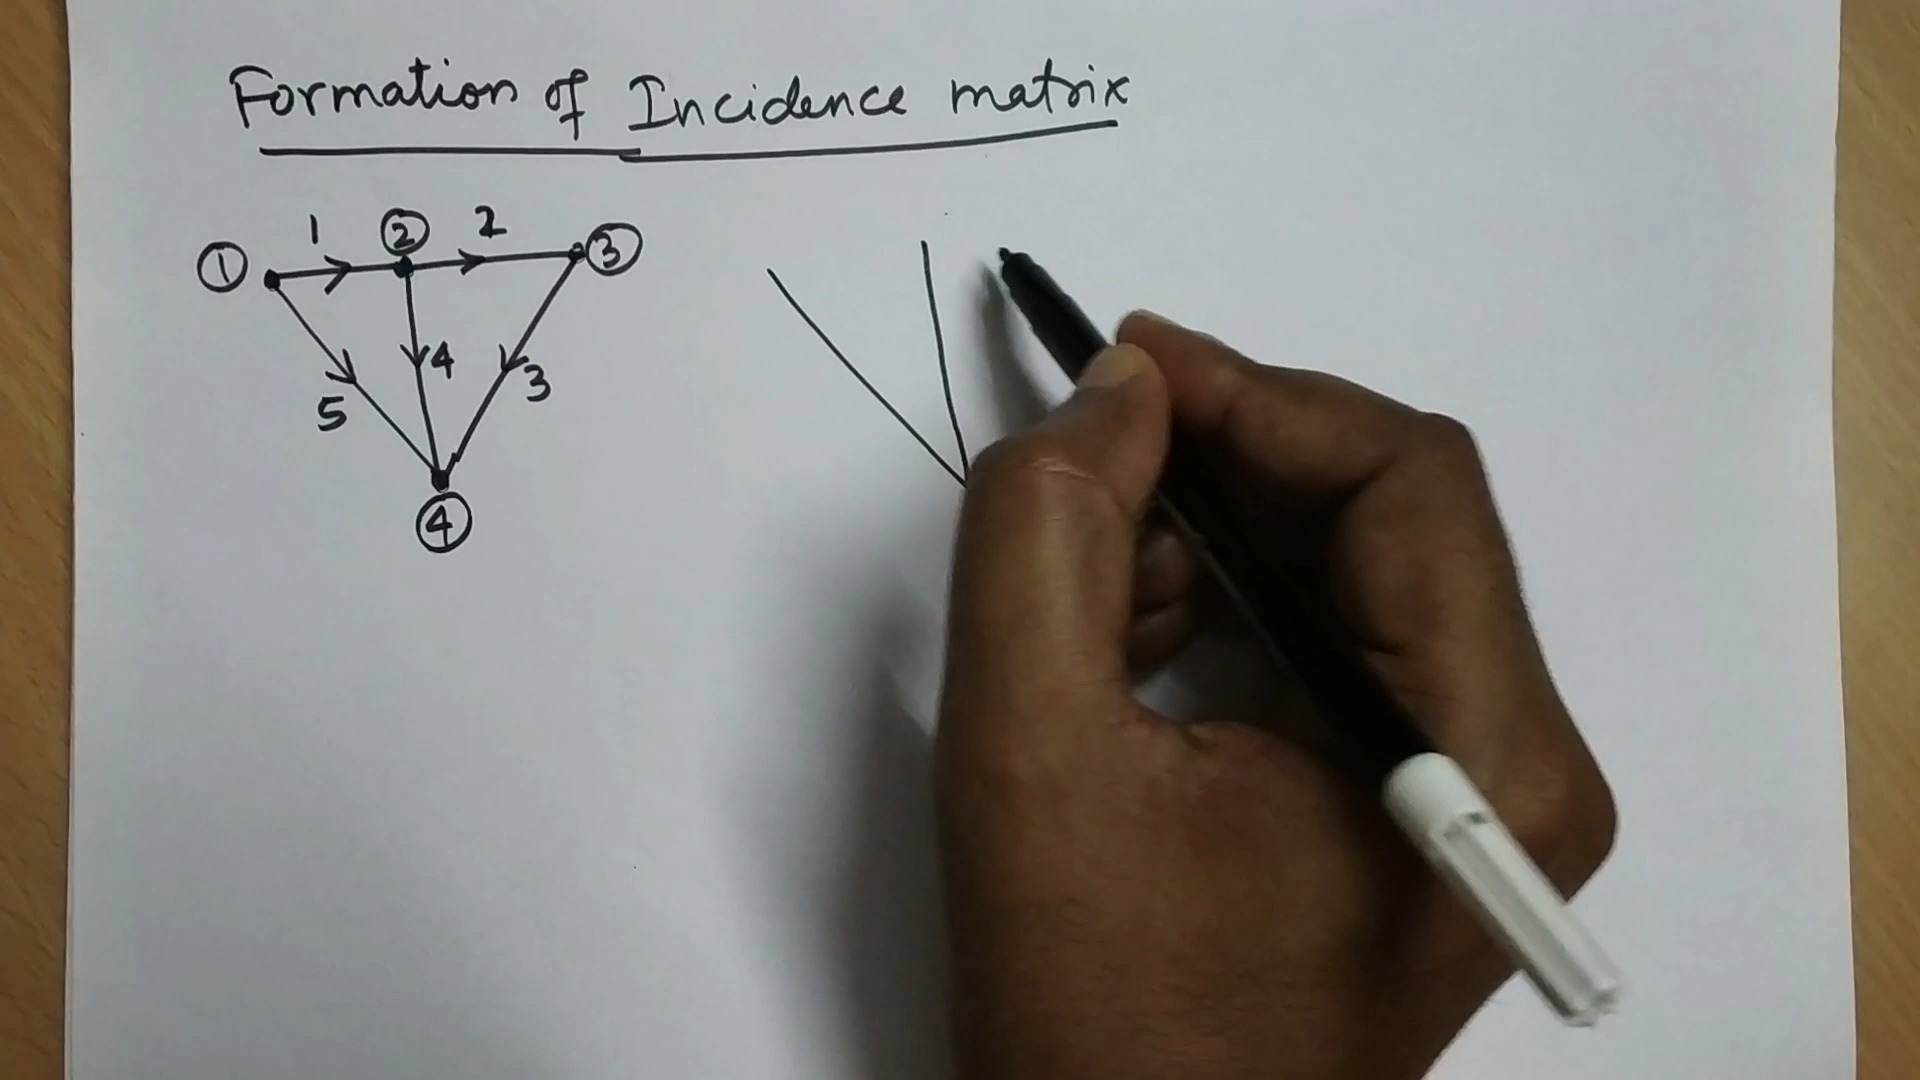 Formation of Incidence matrix
1 ② 2
① ③
4
5 3
④